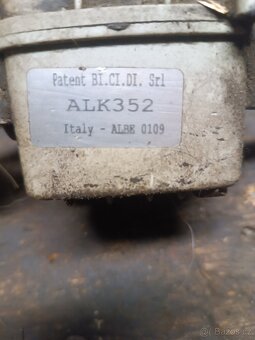 Patent BI.CI.DI. Srl
ALK352
Italy - ALBE 0109